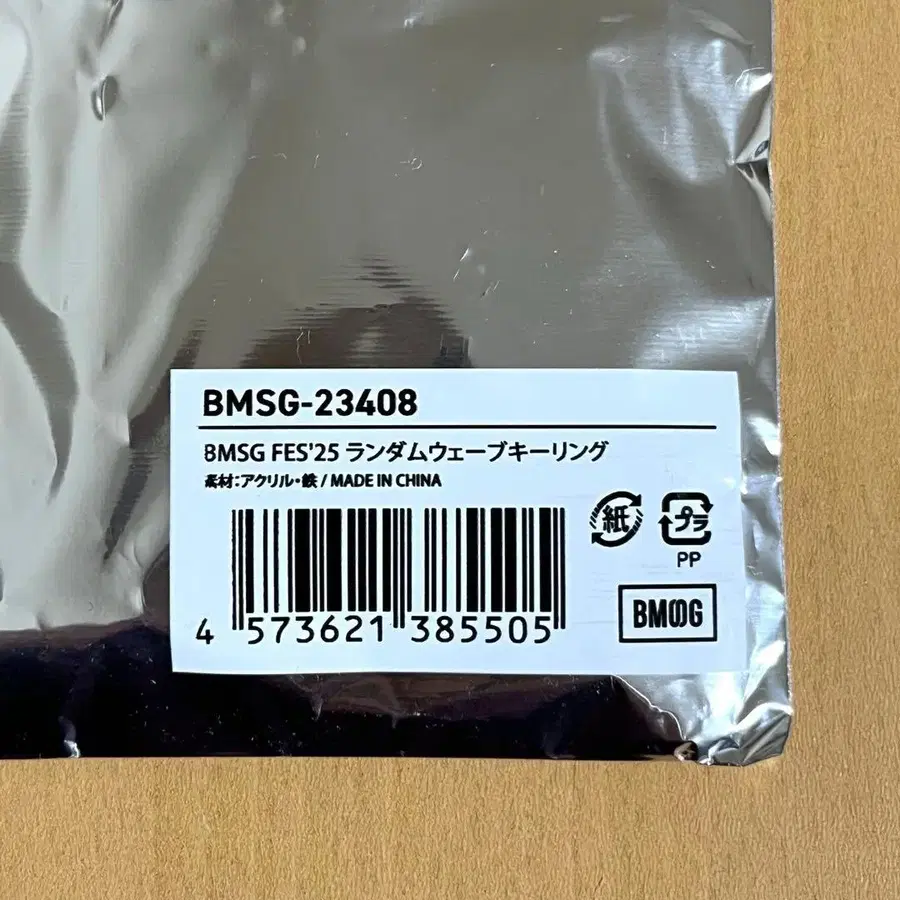 BMSG-23408
BMSG FES'25 ランダムウェーブキーリング
素材:アクリル・鉄 / MADE IN CHINA
紙
プラ
PP
BMSG
4 573621 385505